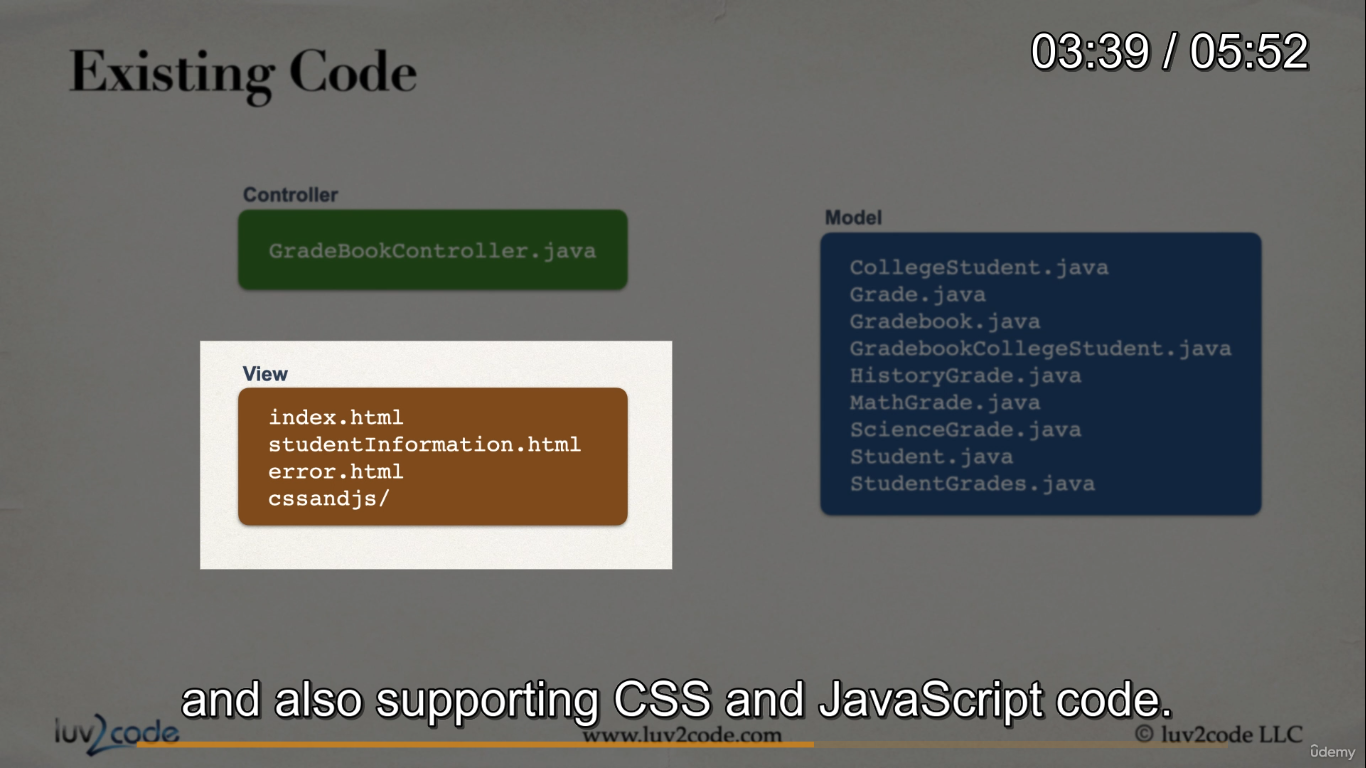 Existing Code
03:39 / 05:52
Controller
GradeBookController.java
Model
CollegeStudent.java
Grade.java
Gradebook.java
GradebookCollegeStudent.java
HistoryGrade.java
MathGrade.java
ScienceGrade.java
Student.java
StudentGrades.java
View
index.html
studentInformation.html
error.html
cssandjs/
and also supporting CSS and JavaScript code.
luv2code
www.luv2code.com
© luv2code LLC
ûdemy